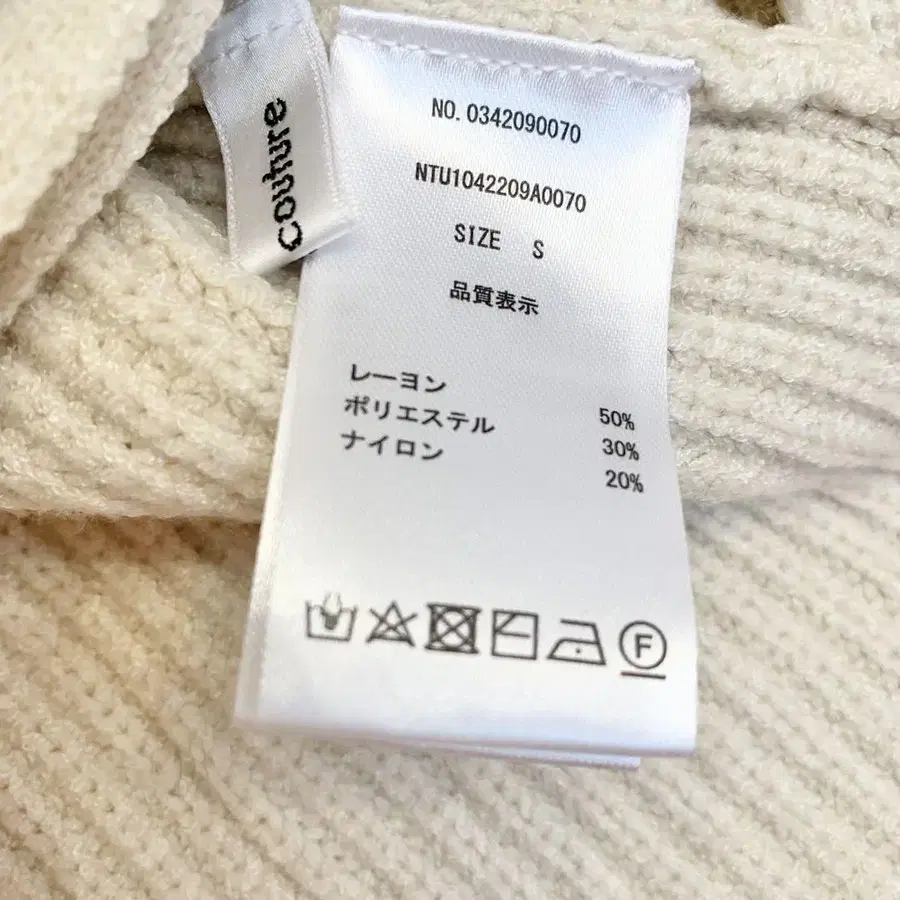 couture
NO. 0342090070
NTU1042209A0070
SIZE S
品質表示
レーヨン 50%
ポリエステル 30%
ナイロン 20%
F